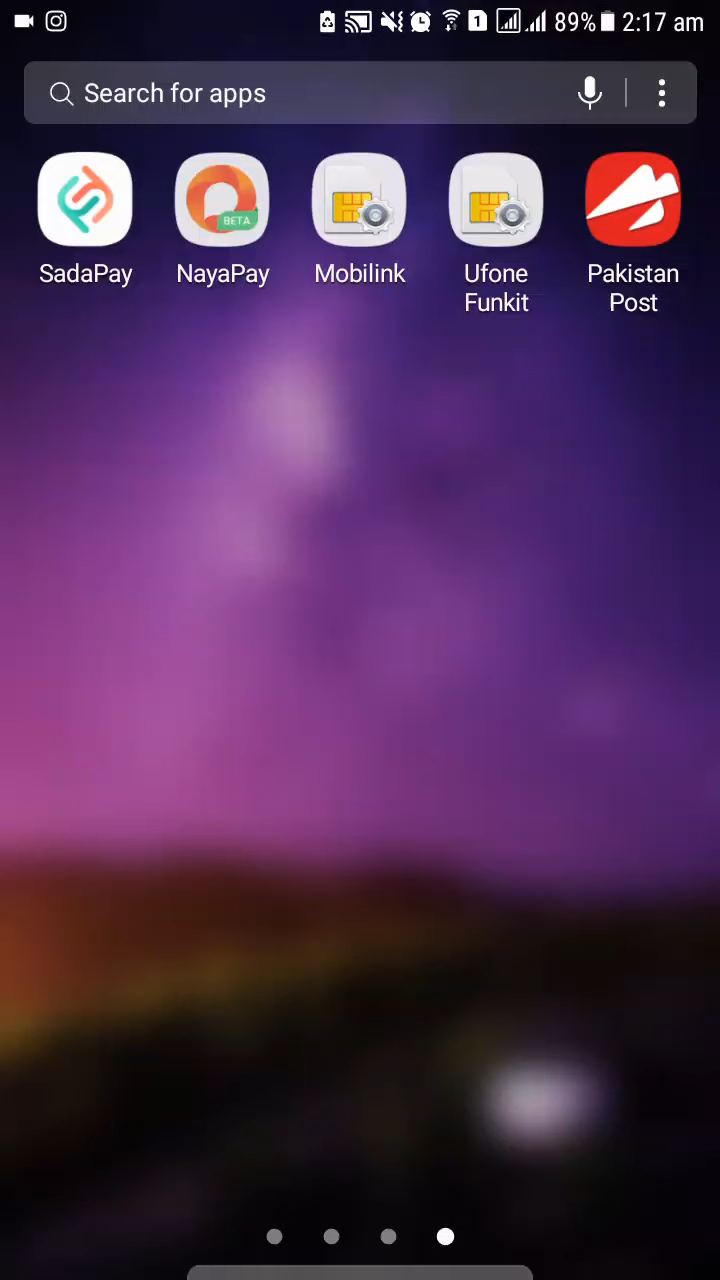 1 89% 2:17 am
Search for apps
BETA
SadaPay NayaPay Mobilink Ufone Funkit Pakistan Post